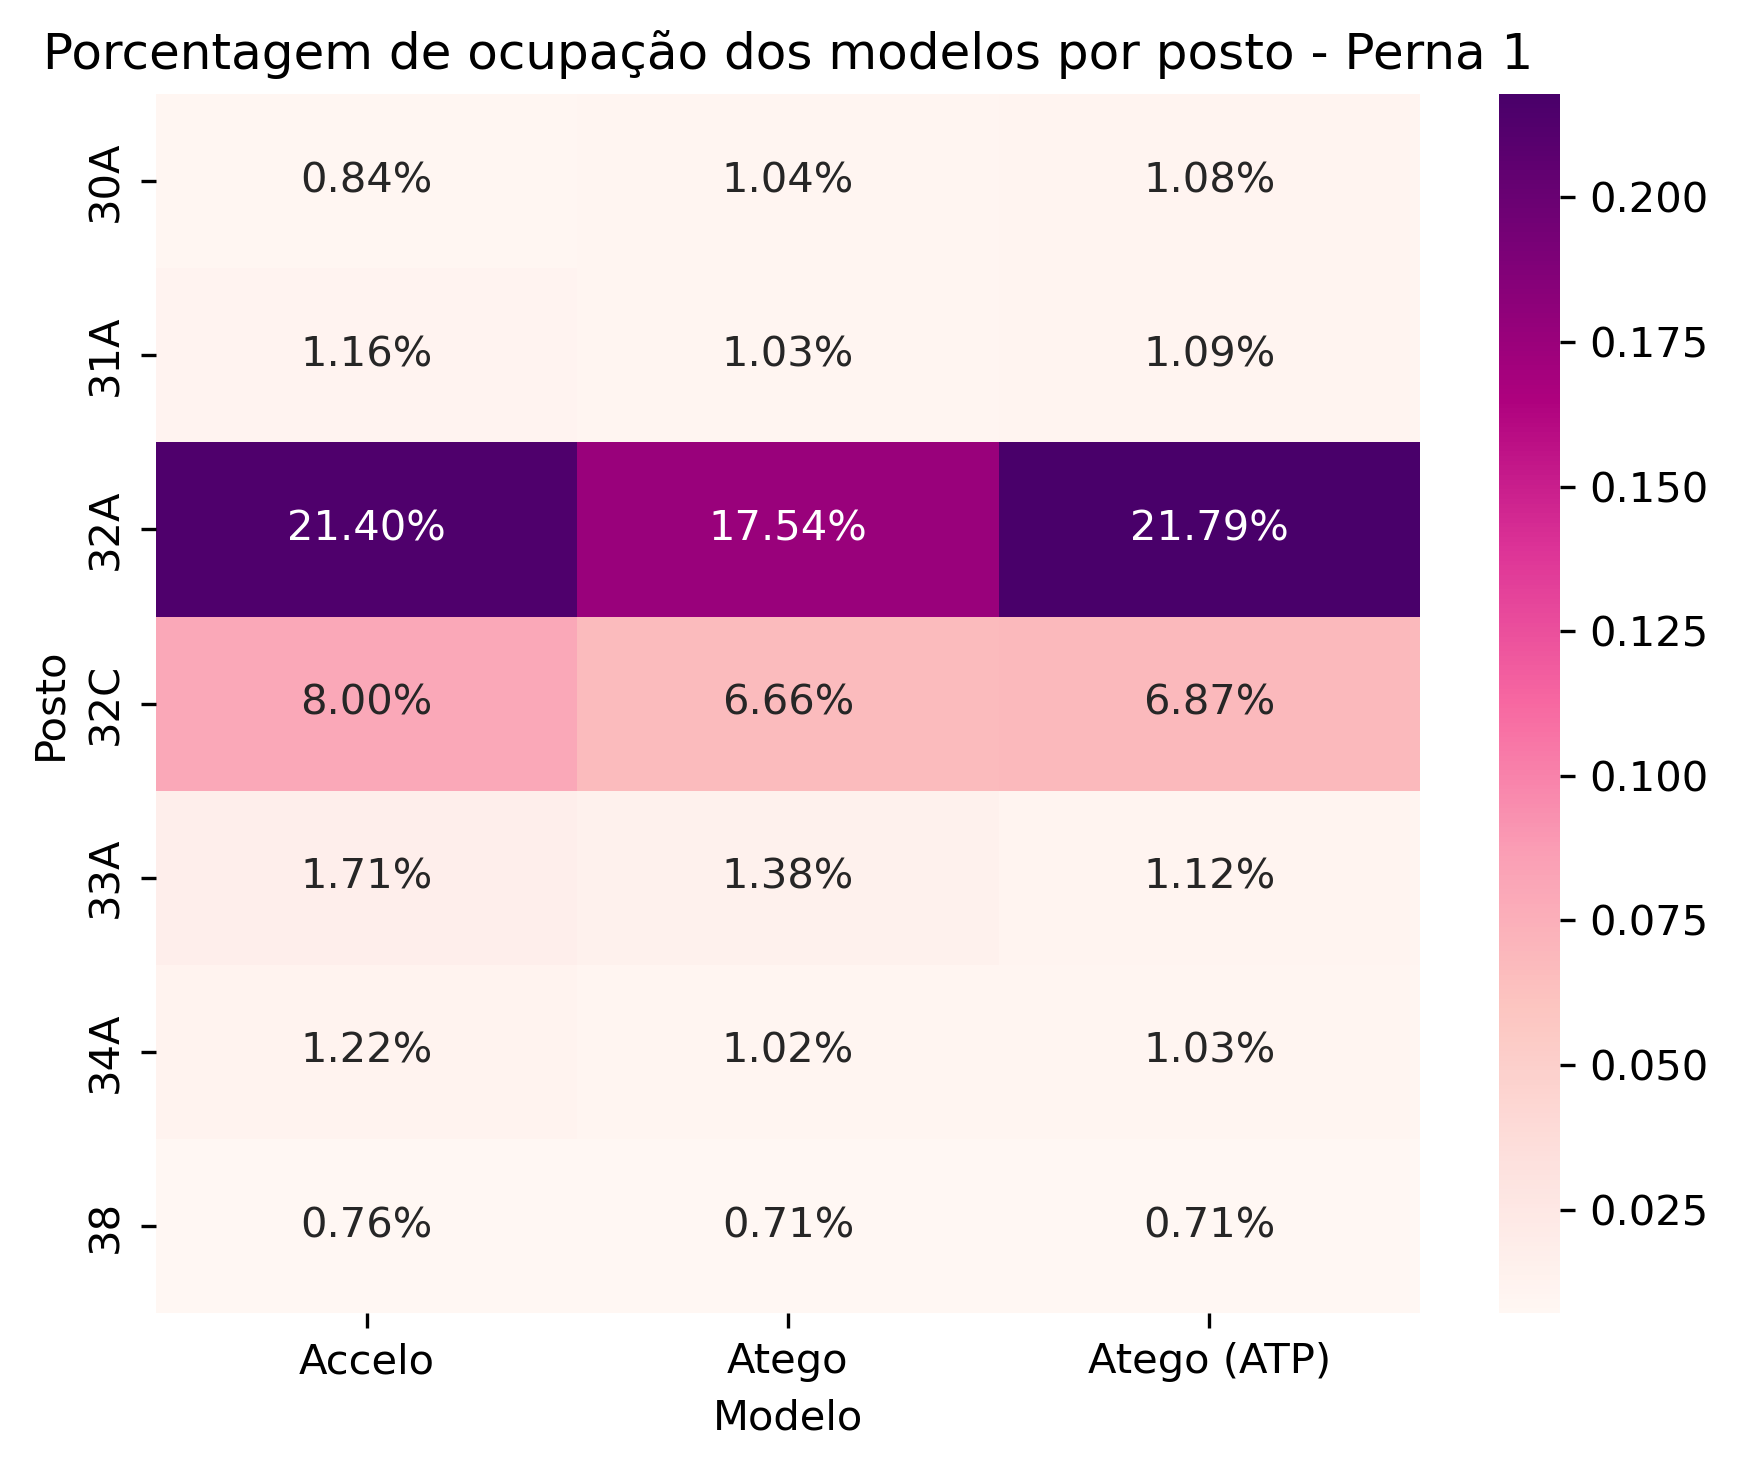 Porcentagem de ocupação dos modelos por posto - Perna 1
30A 0.84% 1.04% 1.08%
31A 1.16% 1.03% 1.09%
32A 21.40% 17.54% 21.79%
32C 8.00% 6.66% 6.87%
33A 1.71% 1.38% 1.12%
34A 1.22% 1.02% 1.03%
38 0.76% 0.71% 0.71%
Posto
Accelo Atego Atego (ATP)
Modelo
0.200
0.175
0.150
0.125
0.100
0.075
0.050
0.025